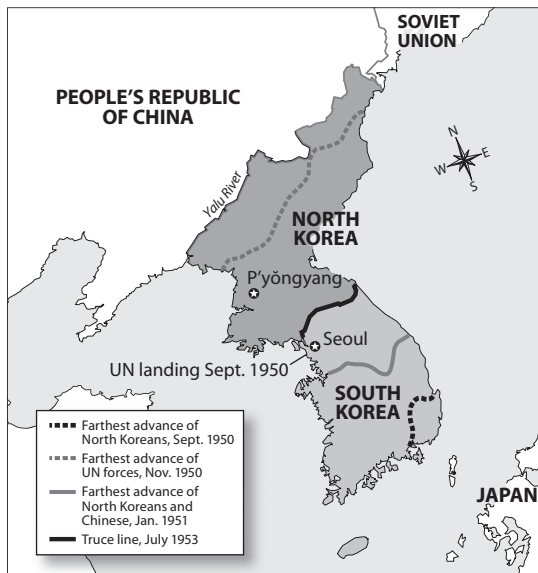 SOVIET
UNION
PEOPLE'S REPUBLIC
OF CHINA
N
W
E
S
Yalu River
NORTH
KOREA
P'yŏngyang
Seoul
UN landing Sept. 1950
SOUTH
KOREA
JAPAN
Farthest advance of
North Koreans, Sept. 1950
Farthest advance of
UN forces, Nov. 1950
Farthest advance of
North Koreans and
Chinese, Jan. 1951
Truce line, July 1953